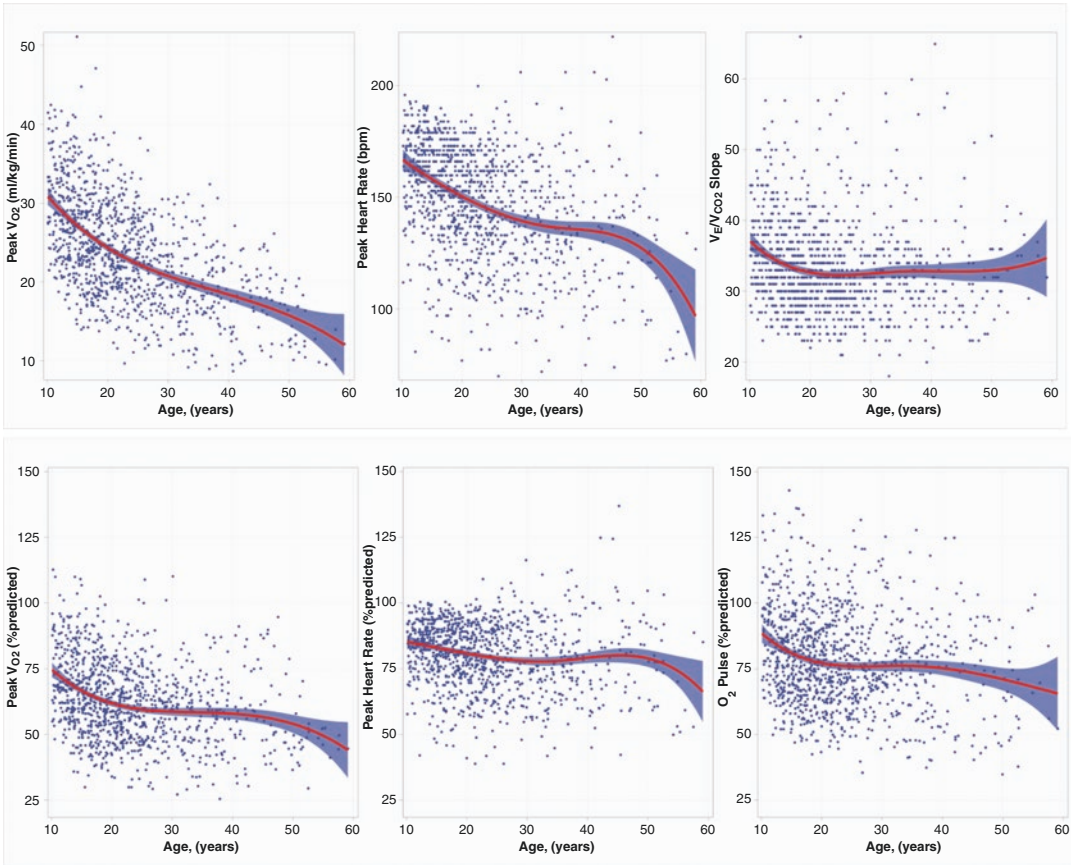 Peak VO2 (ml/kg/min)
50
40
30
20
10
10 20 30 40 50 60
Age, (years)
Peak Heart Rate (bpm)
200
150
100
10 20 30 40 50 60
Age, (years)
VE/VCO2 Slope
60
50
40
30
20
10 20 30 40 50 60
Age, (years)
Peak VO2 (%predicted)
150
125
100
75
50
25
10 20 30 40 50 60
Age, (years)
Peak Heart Rate (%predicted)
150
125
100
75
50
25
10 20 30 40 50 60
Age, (years)
O2 Pulse (%predicted)
150
125
100
75
50
25
10 20 30 40 50 60
Age, (years)